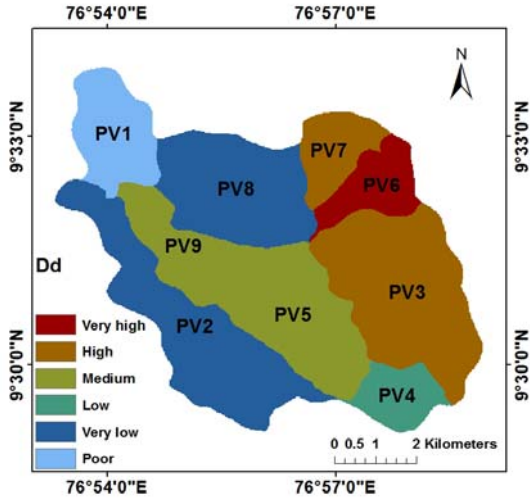 76°54'0"E 76°57'0"E
N
9°33'0"N 9°33'0"N
PV1
PV7
PV8 PV6
PV9
Dd PV3
PV5
PV2
Very high
High
Medium
9°30'0"N 9°30'0"N
PV4
Low
Very low
0 0.5 1 2 Kilometers
Poor
76°54'0"E 76°57'0"E